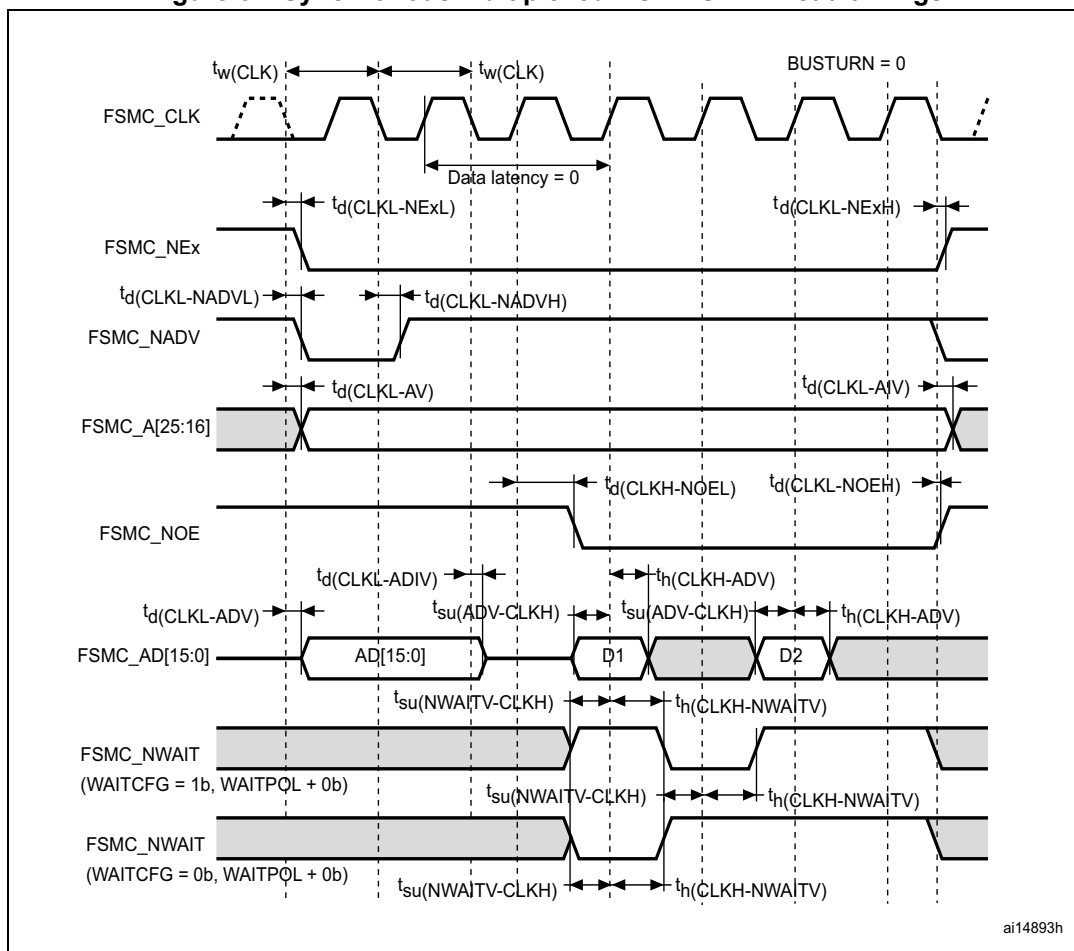 tw(CLK)
tw(CLK)
BUSTURN = 0
FSMC_CLK
Data latency = 0
td(CLKL-NExL)
td(CLKL-NExH)
FSMC_NEx
td(CLKL-NADVL)
td(CLKL-NADVH)
FSMC_NADV
td(CLKL-AV)
td(CLKL-AIV)
FSMC_A[25:16]
td(CLKH-NOEL)
td(CLKL-NOEH)
FSMC_NOE
td(CLKL-ADIV)
th(CLKH-ADV)
td(CLKL-ADV)
tsu(ADV-CLKH)
tsu(ADV-CLKH)
th(CLKH-ADV)
FSMC_AD[15:0]
AD[15:0]
D1
D2
tsu(NWAITV-CLKH)
th(CLKH-NWAITV)
FSMC_NWAIT
(WAITCFG = 1b, WAITPOL + 0b)
tsu(NWAITV-CLKH)
th(CLKH-NWAITV)
FSMC_NWAIT
(WAITCFG = 0b, WAITPOL + 0b)
tsu(NWAITV-CLKH)
th(CLKH-NWAITV)
ai14893h